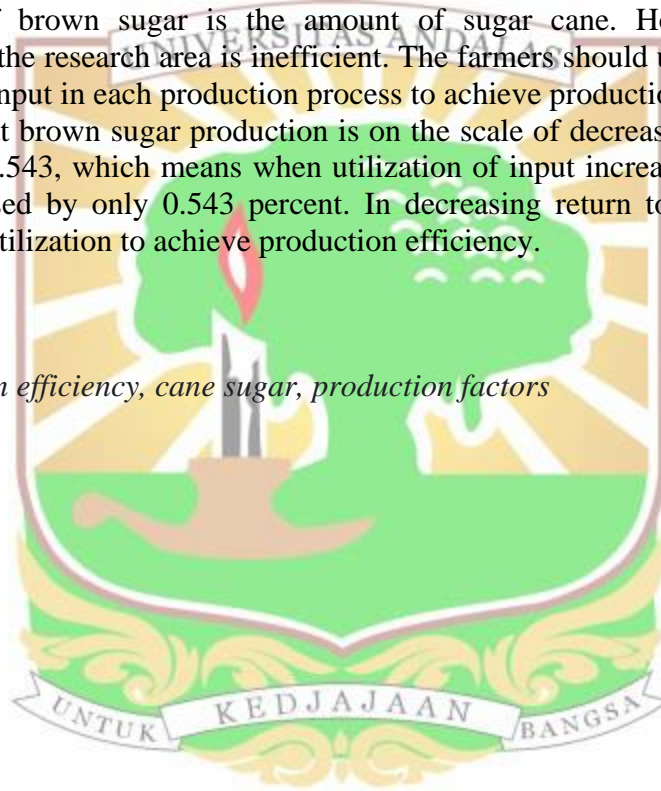 f brown sugar is the amount of sugar cane. H
UNIVERSITAS ANDALAS
the research area is inefficient. The farmers should u
nput in each production process to achieve productio
t brown sugar production is on the scale of decreas
.543, which means when utilization of input increa
sed by only 0.543 percent. In decreasing return to
tilization to achieve production efficiency.
n efficiency, cane sugar, production factors
UNTUK KEDJAJAAN BANGSA